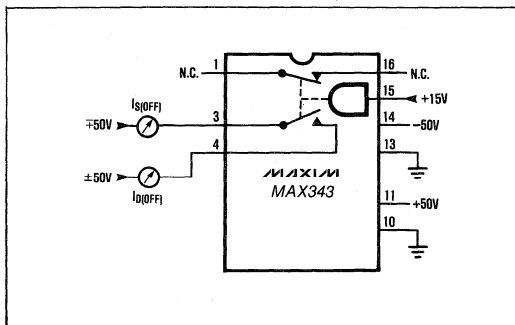 1
16
N.C.
N.C.
15
+15V
IS(OFF)
14
-50V
∓50V
3
4
13
±50V
ID(OFF)
MAXIM
MAX343
11
+50V
10